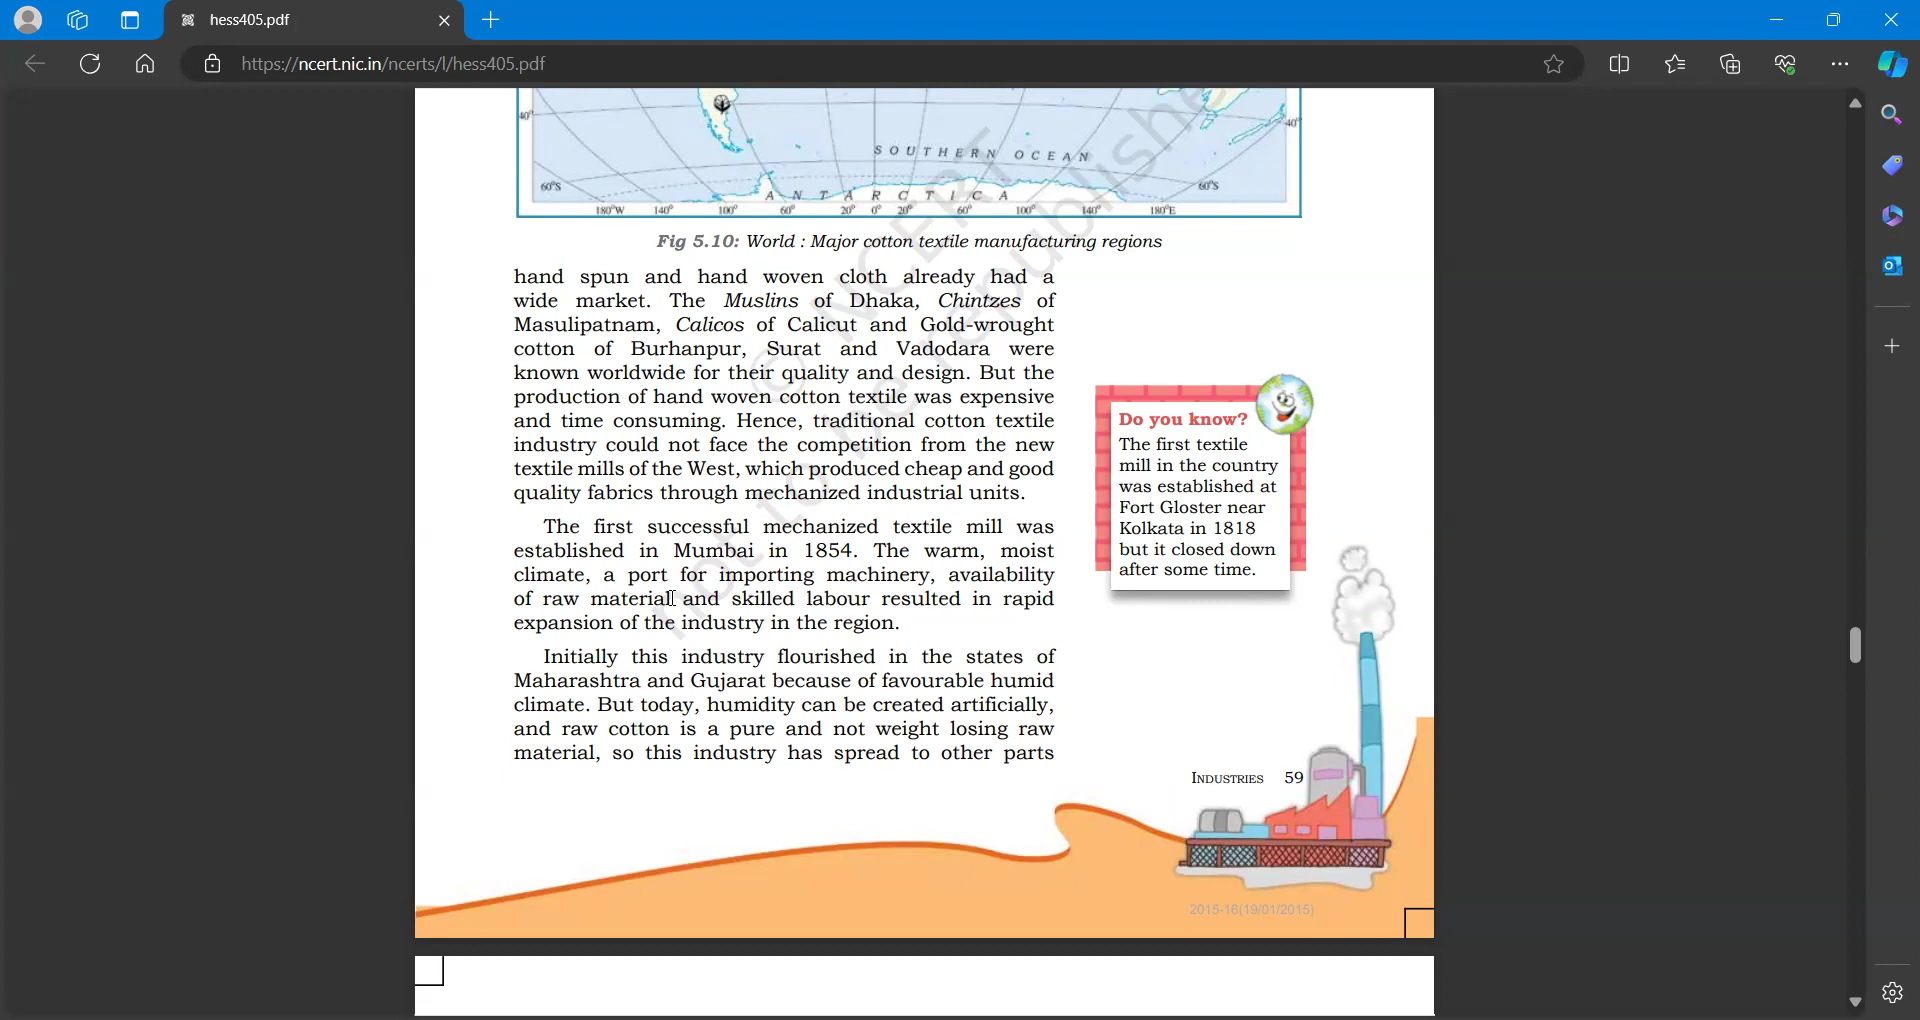 hess405.pdf
https://ncert.nic.in/ncerts/l/hess405.pdf
40°
40°
SOUTHERN OCEAN
60°S
60°S
ANTARCTICA
180°W 140° 100° 60° 20° 0° 20° 60° 100° 140° 180°E
Fig 5.10: World : Major cotton textile manufacturing regions
hand spun and hand woven cloth already had a
wide market. The Muslins of Dhaka, Chintzes of
Masulipatnam, Calicos of Calicut and Gold-wrought
cotton of Burhanpur, Surat and Vadodara were
known worldwide for their quality and design. But the
production of hand woven cotton textile was expensive
and time consuming. Hence, traditional cotton textile
industry could not face the competition from the new
textile mills of the West, which produced cheap and good
quality fabrics through mechanized industrial units.
The first successful mechanized textile mill was
established in Mumbai in 1854. The warm, moist
climate, a port for importing machinery, availability
of raw material and skilled labour resulted in rapid
expansion of the industry in the region.
Initially this industry flourished in the states of
Maharashtra and Gujarat because of favourable humid
climate. But today, humidity can be created artificially,
and raw cotton is a pure and not weight losing raw
material, so this industry has spread to other parts
Do you know?
The first textile
mill in the country
was established at
Fort Gloster near
Kolkata in 1818
but it closed down
after some time.
INDUSTRIES 59
2015-16(19/01/2015)
© NCERT
not to be republishe